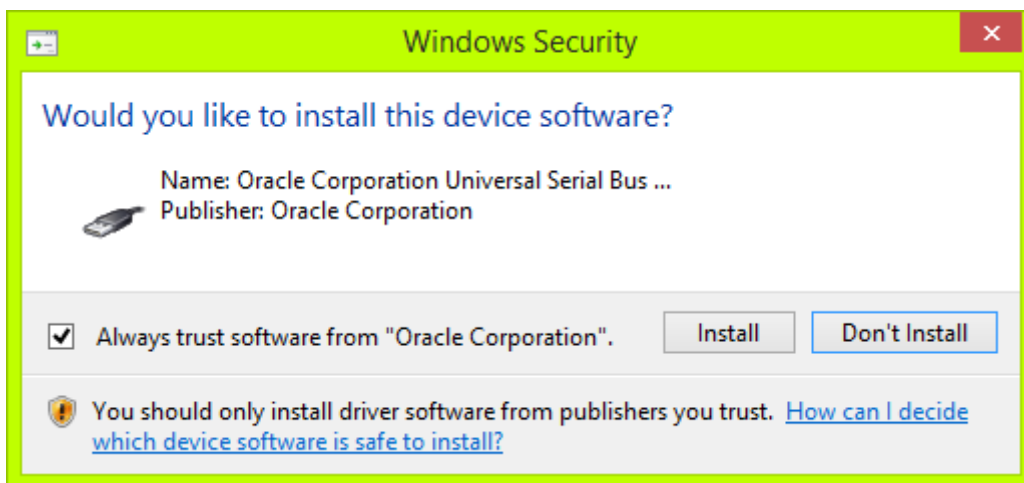 Windows Security
Would you like to install this device software?
Name: Oracle Corporation Universal Serial Bus ...
Publisher: Oracle Corporation
Always trust software from "Oracle Corporation".
Install
Don't Install
You should only install driver software from publishers you trust. How can I decide
which device software is safe to install?